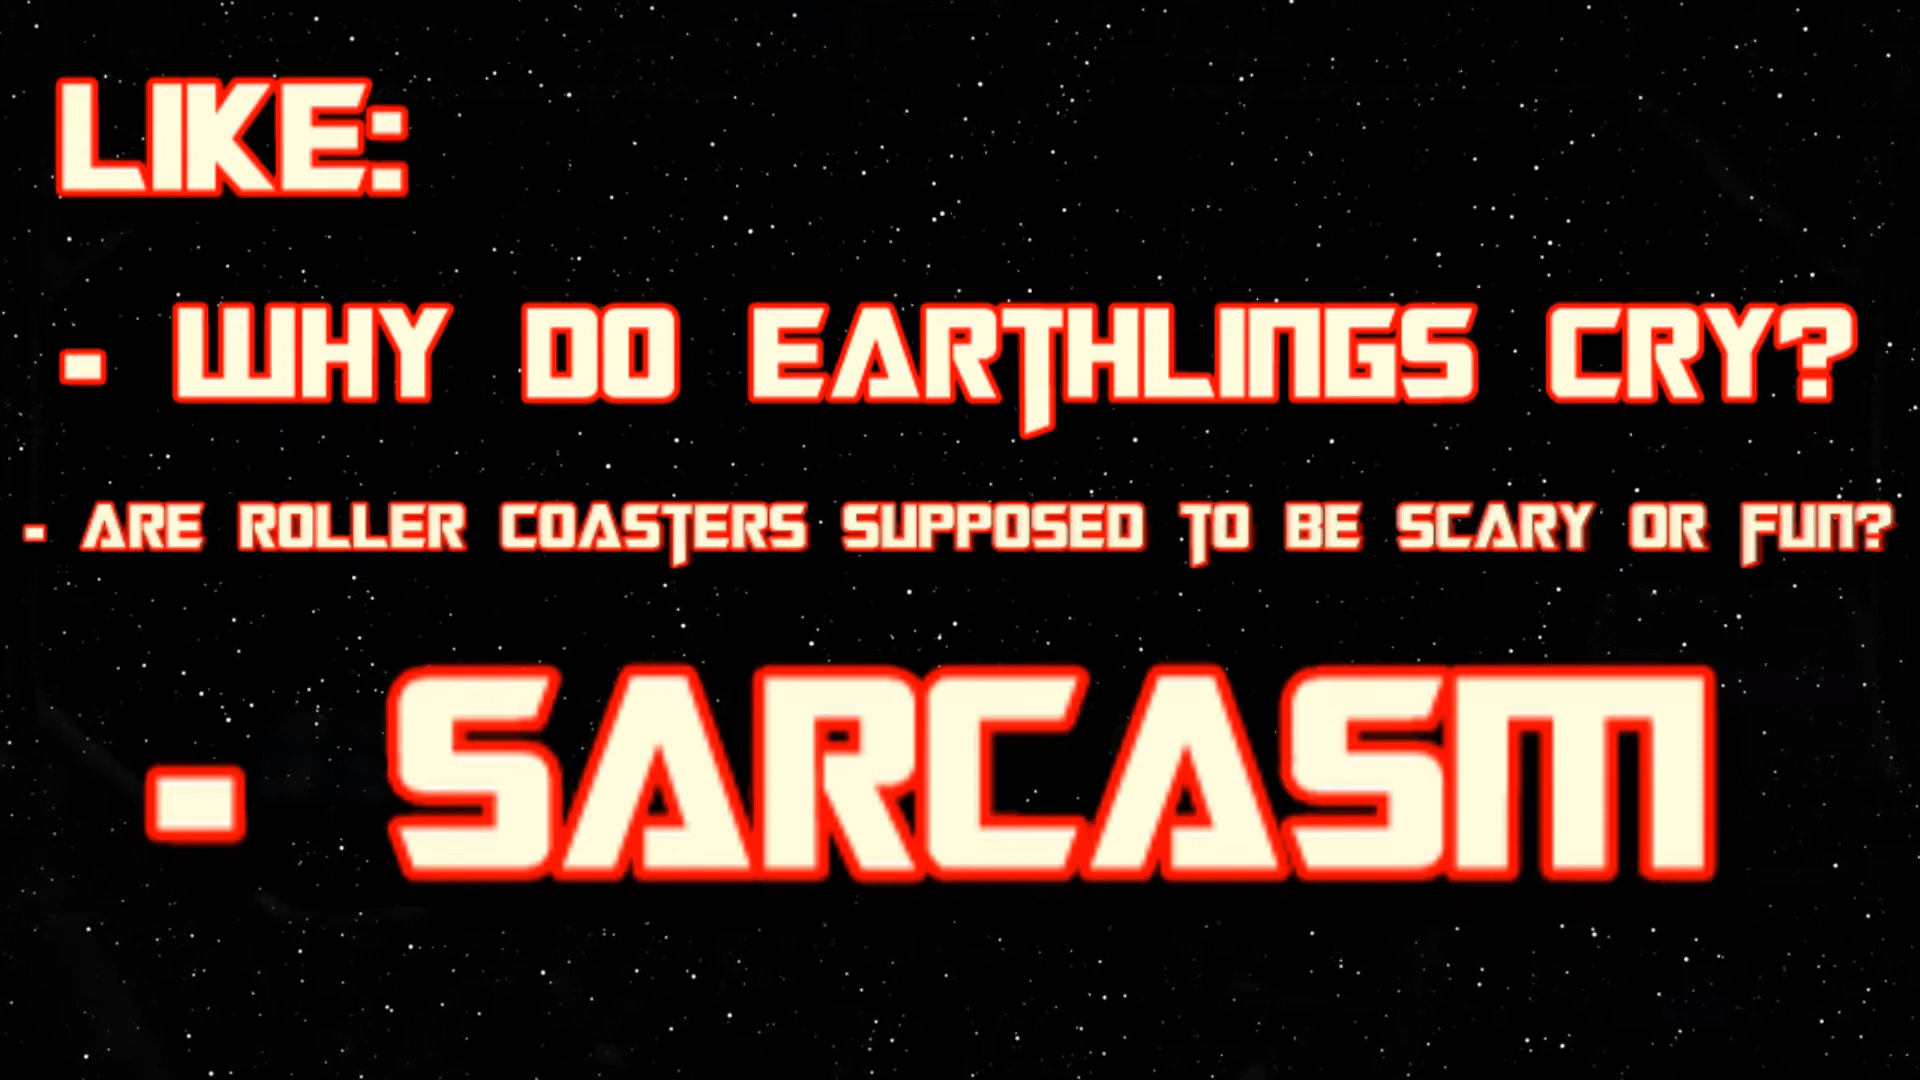 LIKE:
- WHY DO EARTHLINGS CRY?
- ARE ROLLER COASTERS SUPPOSED TO BE SCARY OR FUN?
- SARCASM